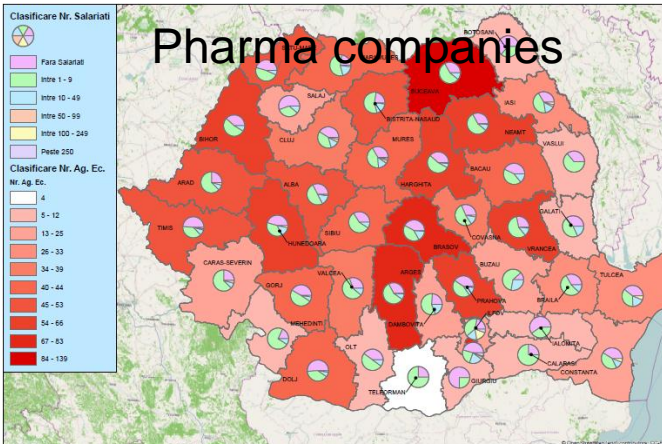 Clasificare Nr. Salariati
Fara Salariati
Intre 1 - 9
Intre 10 - 49
Intre 50 - 99
Intre 100 - 249
Peste 250
Clasificare Nr. Ag. Ec.
Nr. Ag. Ec.
4
5 - 12
13 - 25
26 - 33
34 - 39
40 - 44
45 - 53
54 - 66
67 - 83
84 - 139
Pharma companies
BOTOSANI
SUCEAVA
SALAJ
IASI
BISTRITA-NASAUD
BIHOR
CLUJ
MURES
NEAMT
VASLUI
HARGHITA
BACAU
ARAD
ALBA
TIMIS
HUNEDOARA
SIBIU
BRASOV
COVASNA
VRANCEA
GALATI
CARAS-SEVERIN
GORJ
VALCEA
ARGES
BUZAU
PRAHOVA
BRAILA
TULCEA
MEHEDINTI
DAMBOVITA
ILFOV
OLT
IALOMITA
CALARASI
DOLJ
TELEORMAN
GIURGIU
CONSTANTA